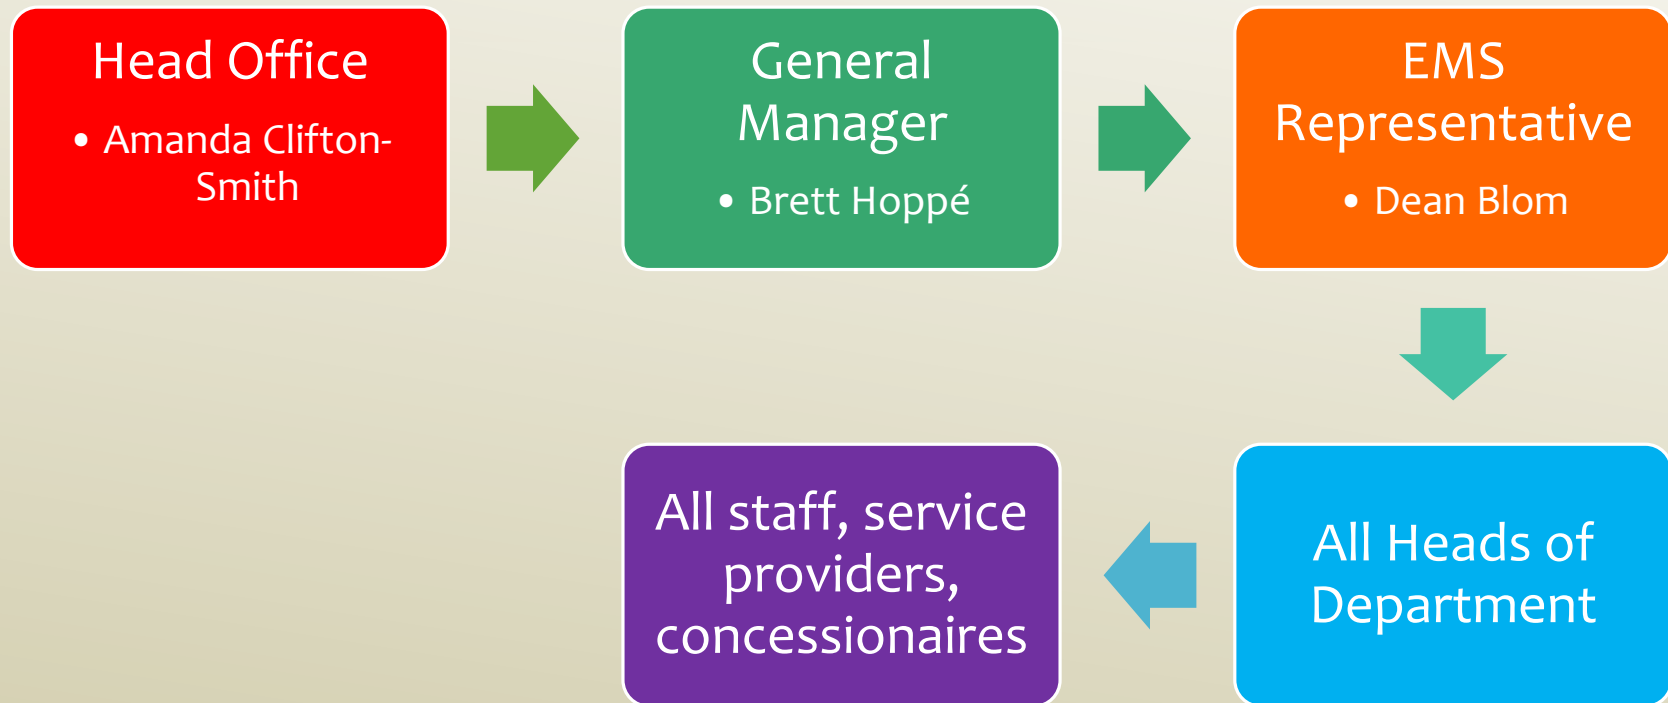 Head Office
• Amanda Clifton-
Smith
General
Manager
• Brett Hoppé
EMS
Representative
• Dean Blom
All Heads of
Department
All staff, service
providers,
concessionaires